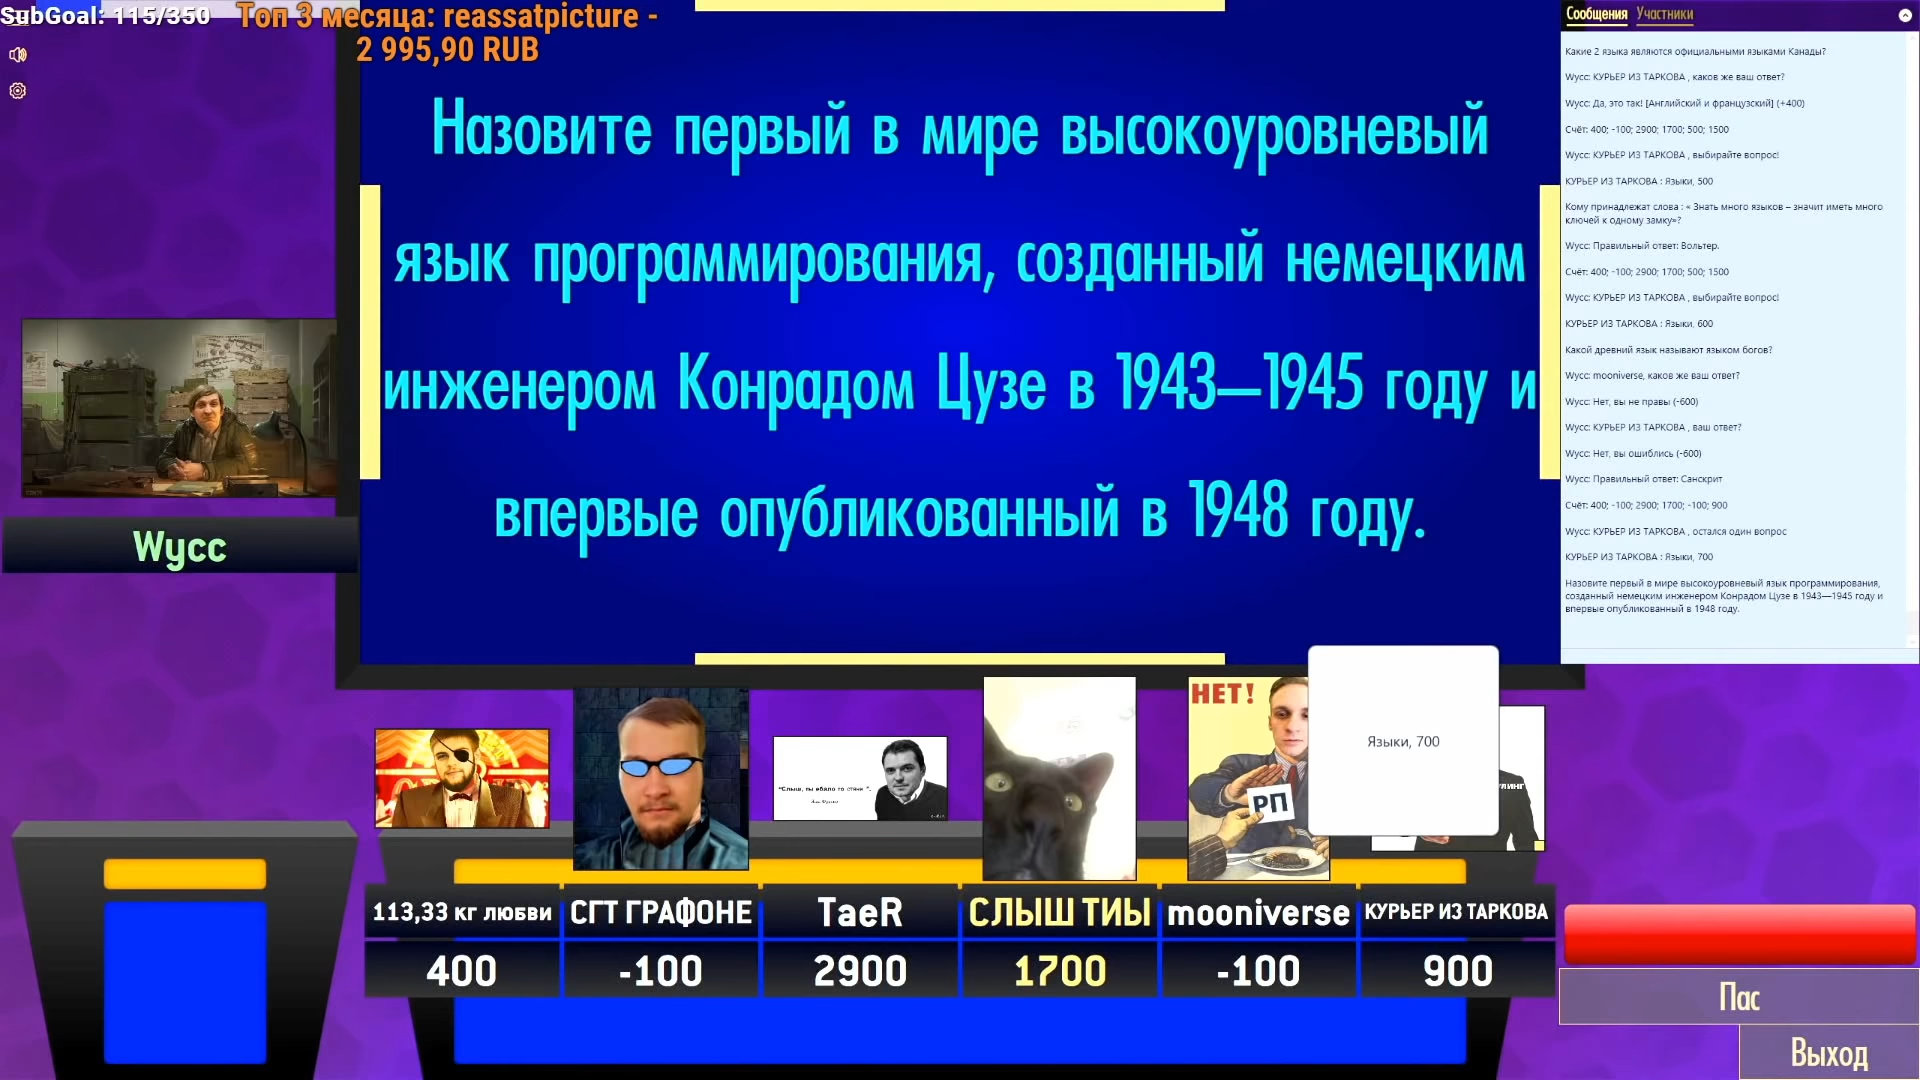 SubGoal: 115/350
Топ 3 месяца: reassatpicture -
2 995,90 RUB
Назовите первый в мире высокоуровневый
язык программирования, созданный немецким
инженером Конрадом Цузе в 1943—1945 году и
впервые опубликованный в 1948 году.
Wycc
Сообщения Участники
Какие 2 языка являются официальными языками Канады?
Wycc: КУРЬЕР ИЗ ТАРКОВА , каков же ваш ответ?
Wycc: Да, это так! [Английский и французский] (+400)
Счёт: 400; -100; 2900; 1700; 500; 1500
Wycc: КУРЬЕР ИЗ ТАРКОВА , выбирайте вопрос!
КУРЬЕР ИЗ ТАРКОВА : Языки, 500
Кому принадлежат слова : « Знать много языков – значит иметь много
ключей к одному замку»?
Wycc: Правильный ответ: Вольтер.
Счёт: 400; -100; 2900; 1700; 500; 1500
Wycc: КУРЬЕР ИЗ ТАРКОВА , выбирайте вопрос!
КУРЬЕР ИЗ ТАРКОВА : Языки, 600
Какой древний язык называют языком богов?
Wycc: mooniverse, каков же ваш ответ?
Wycc: Нет, вы не правы (-600)
Wycc: КУРЬЕР ИЗ ТАРКОВА , ваш ответ?
Wycc: Нет, вы ошиблись (-600)
Wycc: Правильный ответ: Санскрит
Счёт: 400; -100; 2900; 1700; -100; 900
Wycc: КУРЬЕР ИЗ ТАРКОВА , остался один вопрос
КУРЬЕР ИЗ ТАРКОВА : Языки, 700
Назовите первый в мире высокоуровневый язык программирования,
созданный немецким инженером Конрадом Цузе в 1943—1945 году и
впервые опубликованный в 1948 году.
НЕТ!
РП
Языки, 700
113,33 кг любви
СГТ ГРАФОНЕ
TaeR
СЛЫШ ТИЫ
mooniverse
КУРЬЕР ИЗ ТАРКОВА
400
-100
2900
1700
-100
900
Пас
Выход